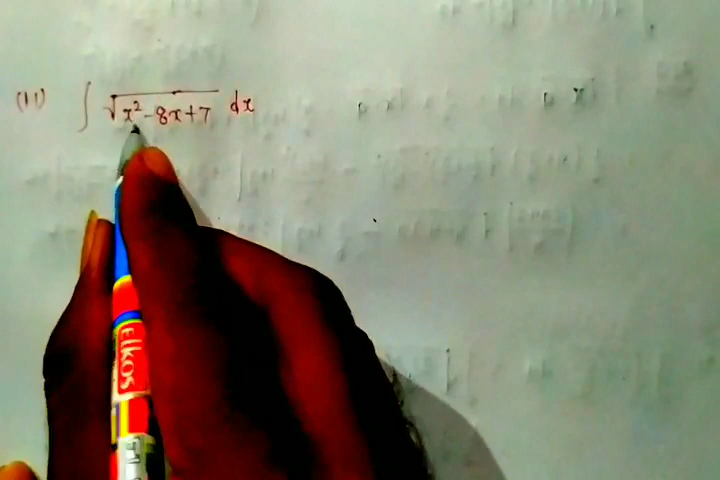 (11) ∫ √x²-8x+7 dx
Elkos